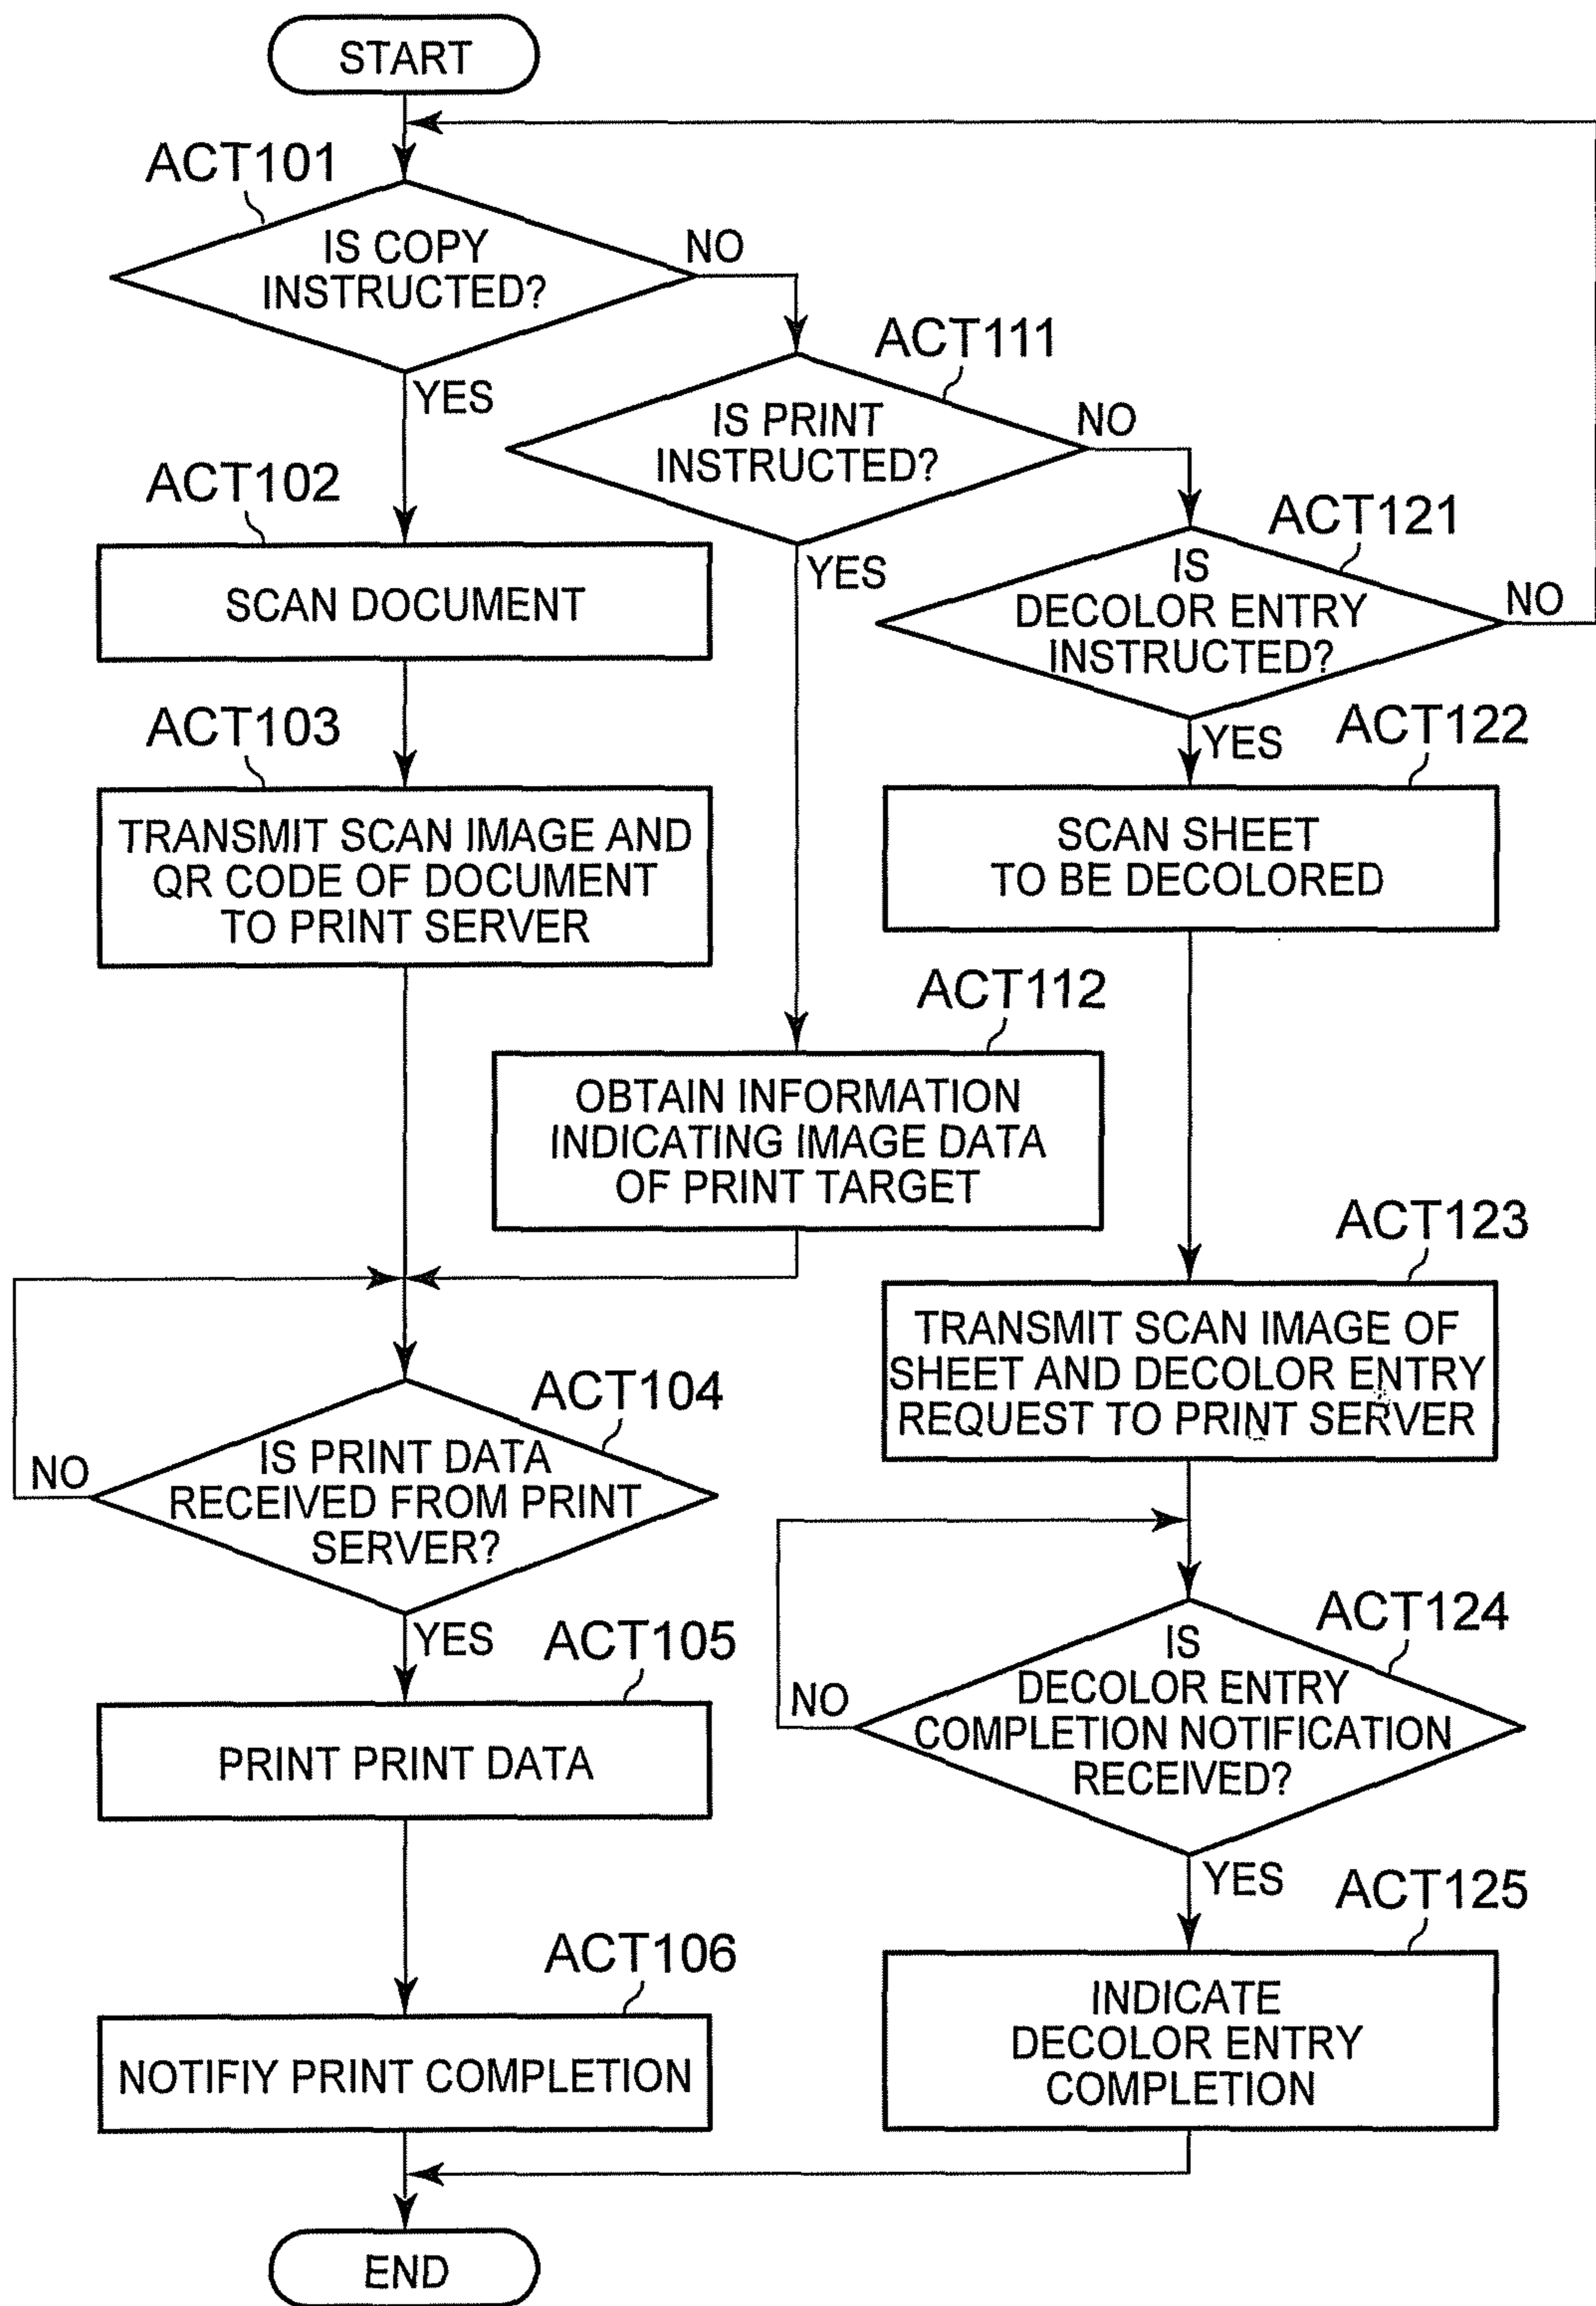 START
ACT101
IS COPY
INSTRUCTED?
NO
YES
ACT111
IS PRINT
INSTRUCTED?
NO
YES
ACT102
SCAN DOCUMENT
ACT121
IS
DECOLOR ENTRY
INSTRUCTED?
NO
YES
ACT103
TRANSMIT SCAN IMAGE AND
QR CODE OF DOCUMENT
TO PRINT SERVER
ACT122
SCAN SHEET
TO BE DECOLORED
ACT112
OBTAIN INFORMATION
INDICATING IMAGE DATA
OF PRINT TARGET
ACT123
TRANSMIT SCAN IMAGE OF
SHEET AND DECOLOR ENTRY
REQUEST TO PRINT SERVER
ACT104
IS PRINT DATA
RECEIVED FROM PRINT
SERVER?
NO
YES
ACT124
IS
DECOLOR ENTRY
COMPLETION NOTIFICATION
RECEIVED?
NO
YES
ACT105
PRINT PRINT DATA
ACT125
INDICATE
DECOLOR ENTRY
COMPLETION
ACT106
NOTIFIY PRINT COMPLETION
END